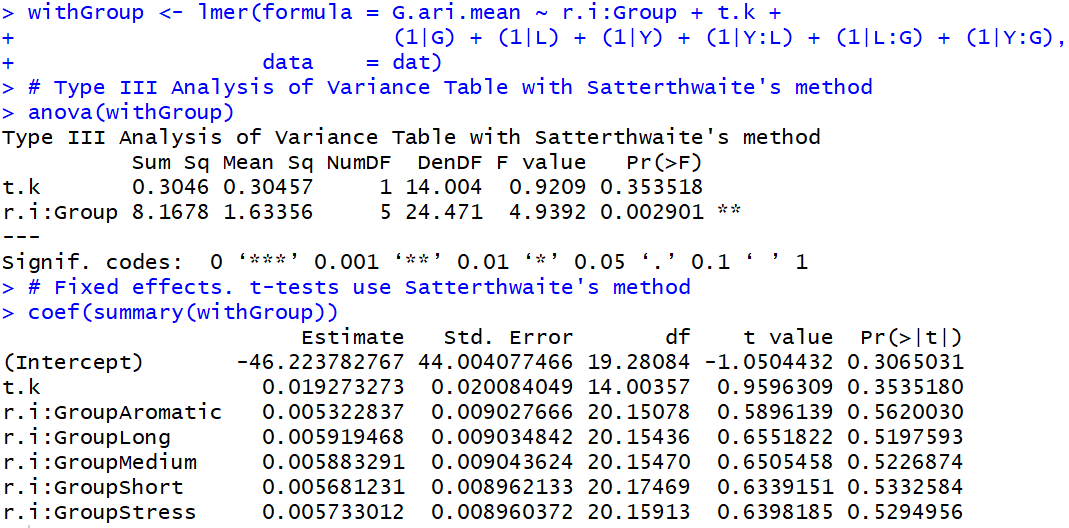 > withGroup <- lmer(formula = G.ari.mean ~ r.i:Group + t.k +
+                              (1|G) + (1|L) + (1|Y) + (1|Y:L) + (1|L:G) + (1|Y:G),
+                   data    = dat)
> # Type III Analysis of Variance Table with Satterthwaite's method
> anova(withGroup)
Type III Analysis of Variance Table with Satterthwaite's method
          Sum Sq Mean Sq NumDF  DenDF F value   Pr(>F)
t.k       0.3046 0.30457     1 14.004  0.9209 0.353518
r.i:Group 8.1678 1.63356     5 24.471  4.9392 0.002901 **
---
Signif. codes:  0 ‘***’ 0.001 ‘**’ 0.01 ‘*’ 0.05 ‘.’ 0.1 ‘ ’ 1
> # Fixed effects. t-tests use Satterthwaite's method
> coef(summary(withGroup))
                       Estimate   Std. Error       df    t value  Pr(>|t|)
(Intercept)       -46.223782767 44.004077466 19.28084 -1.0504432 0.3065031
t.k                 0.019273273  0.020084049 14.00357  0.9596309 0.3535180
r.i:GroupAromatic   0.005322837  0.009027666 20.15078  0.5896139 0.5620030
r.i:GroupLong       0.005919468  0.009034842 20.15436  0.6551822 0.5197593
r.i:GroupMedium     0.005883291  0.009043624 20.15470  0.6505458 0.5226874
r.i:GroupShort      0.005681231  0.008962133 20.17469  0.6339151 0.5332584
r.i:GroupStress     0.005733012  0.008960372 20.15913  0.6398185 0.5294956